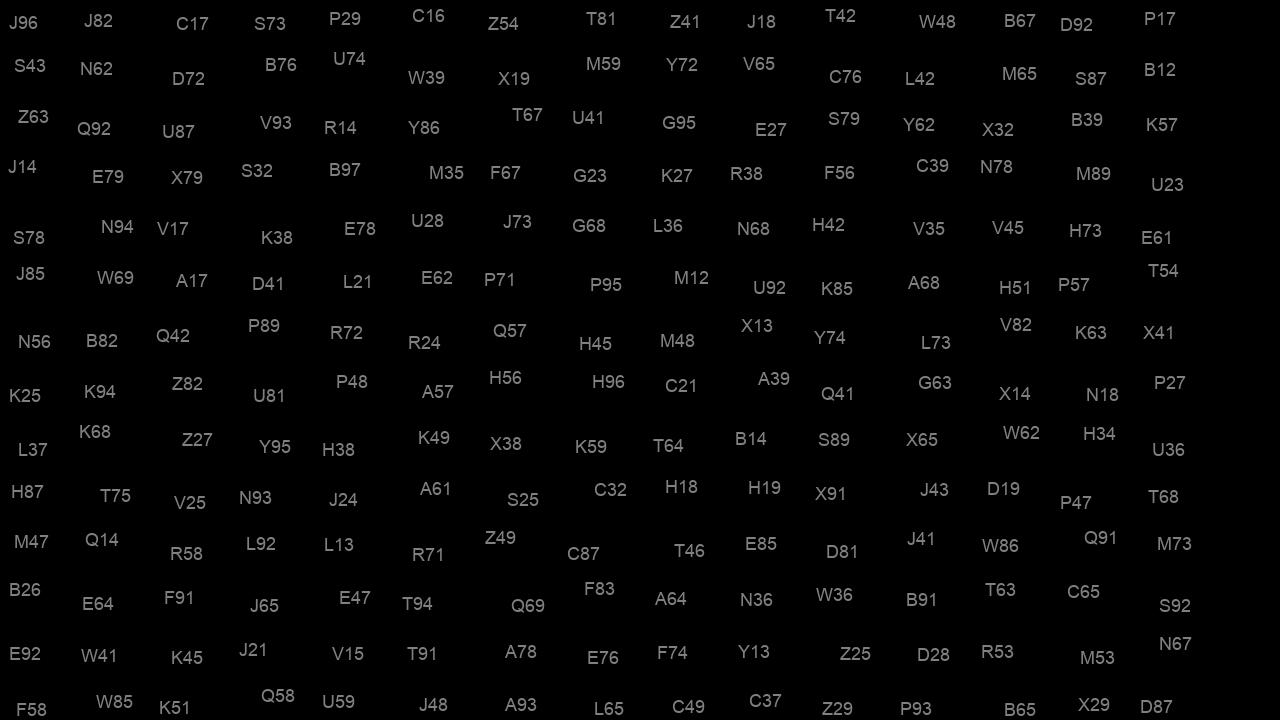 J96 J82 C17 S73 P29 C16 Z54 T81 Z41 J18 T42 W48 B67 D92 P17
S43 N62 D72 B76 U74 W39 X19 M59 Y72 V65 C76 L42 M65 S87 B12
Z63 Q92 U87 V93 R14 Y86 T67 U41 G95 E27 S79 Y62 X32 B39 K57
J14 E79 X79 S32 B97 M35 F67 G23 K27 R38 F56 C39 N78 M89 U23
S78 N94 V17 K38 E78 U28 J73 G68 L36 N68 H42 V35 V45 H73 E61
J85 W69 A17 D41 L21 E62 P71 P95 M12 U92 K85 A68 H51 P57 T54
N56 B82 Q42 P89 R72 R24 Q57 H45 M48 X13 Y74 L73 V82 K63 X41
K25 K94 Z82 U81 P48 A57 H56 H96 C21 A39 Q41 G63 X14 N18 P27
L37 K68 Z27 Y95 H38 K49 X38 K59 T64 B14 S89 X65 W62 H34 U36
H87 T75 V25 N93 J24 A61 S25 C32 H18 H19 X91 J43 D19 P47 T68
M47 Q14 R58 L92 L13 R71 Z49 C87 T46 E85 D81 J41 W86 Q91 M73
B26 E64 F91 J65 E47 T94 Q69 F83 A64 N36 W36 B91 T63 C65 S92
E92 W41 K45 J21 V15 T91 A78 E76 F74 Y13 Z25 D28 R53 M53 N67
F58 W85 K51 Q58 U59 J48 A93 L65 C49 C37 Z29 P93 B65 X29 D87